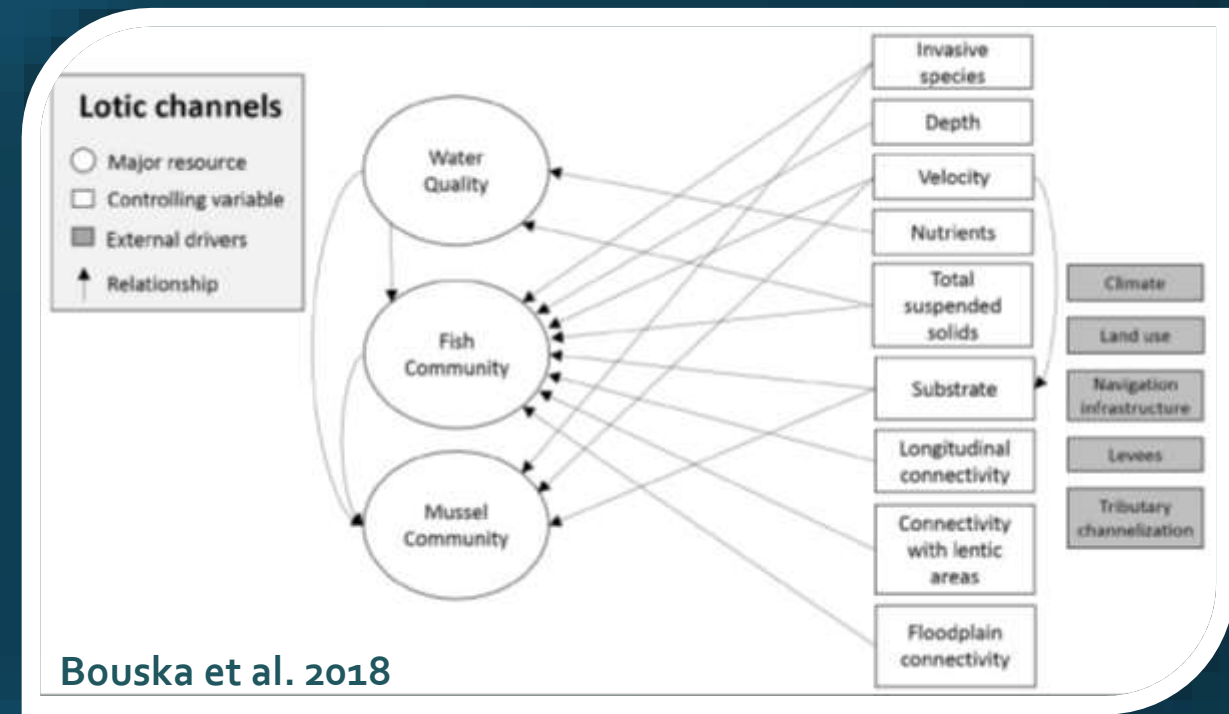 Lotic channels
Major resource
Controlling variable
External drivers
Relationship
Water
Quality
Fish
Community
Mussel
Community
Invasive
species
Depth
Velocity
Nutrients
Total
suspended
solids
Substrate
Longitudinal
connectivity
Connectivity
with lentic
areas
Floodplain
connectivity
Climate
Land use
Navigation
infrastructure
Levees
Tributary
channelization
Bouska et al. 2018